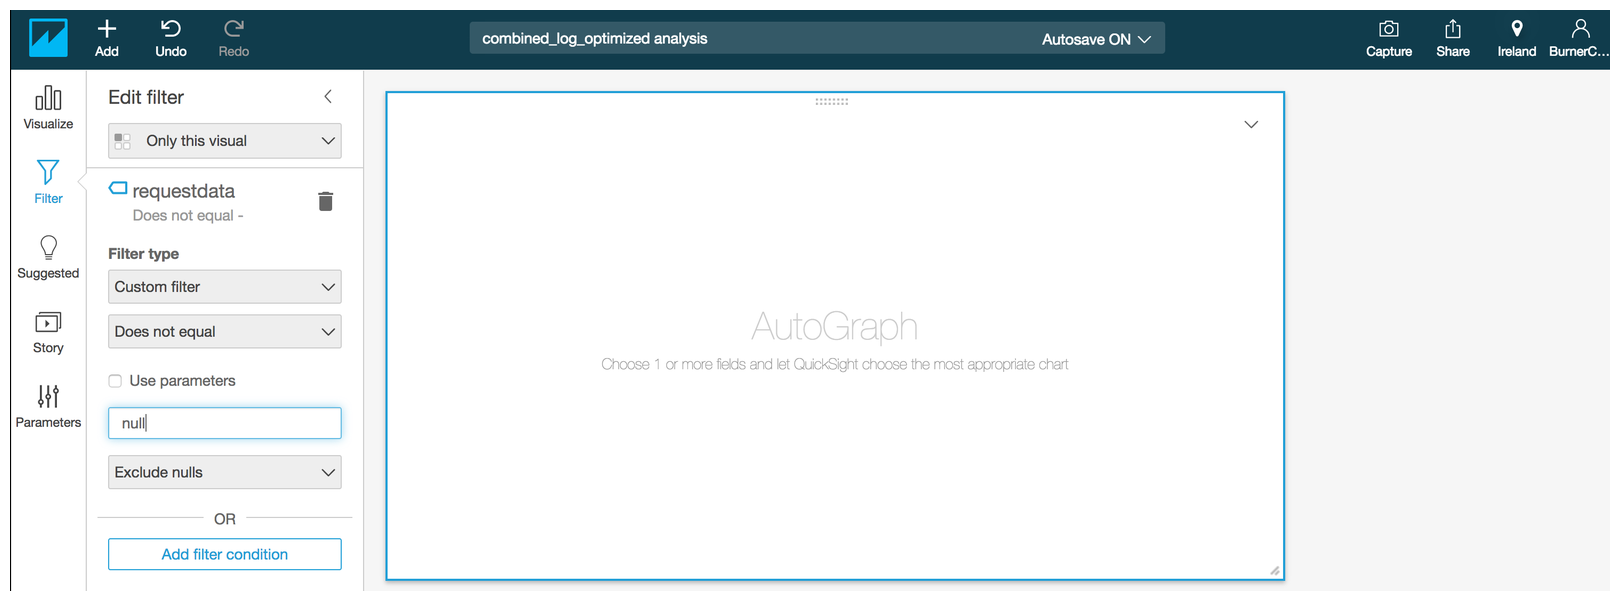 Add
Undo
Redo
combined_log_optimized analysis
Autosave ON
Capture
Share
Ireland
BurnerC...
Visualize
Filter
Suggested
Story
Parameters
Edit filter
Only this visual
requestdata
Does not equal -
Filter type
Custom filter
Does not equal
Use parameters
null
Exclude nulls
OR
Add filter condition
AutoGraph
Choose 1 or more fields and let QuickSight choose the most appropriate chart